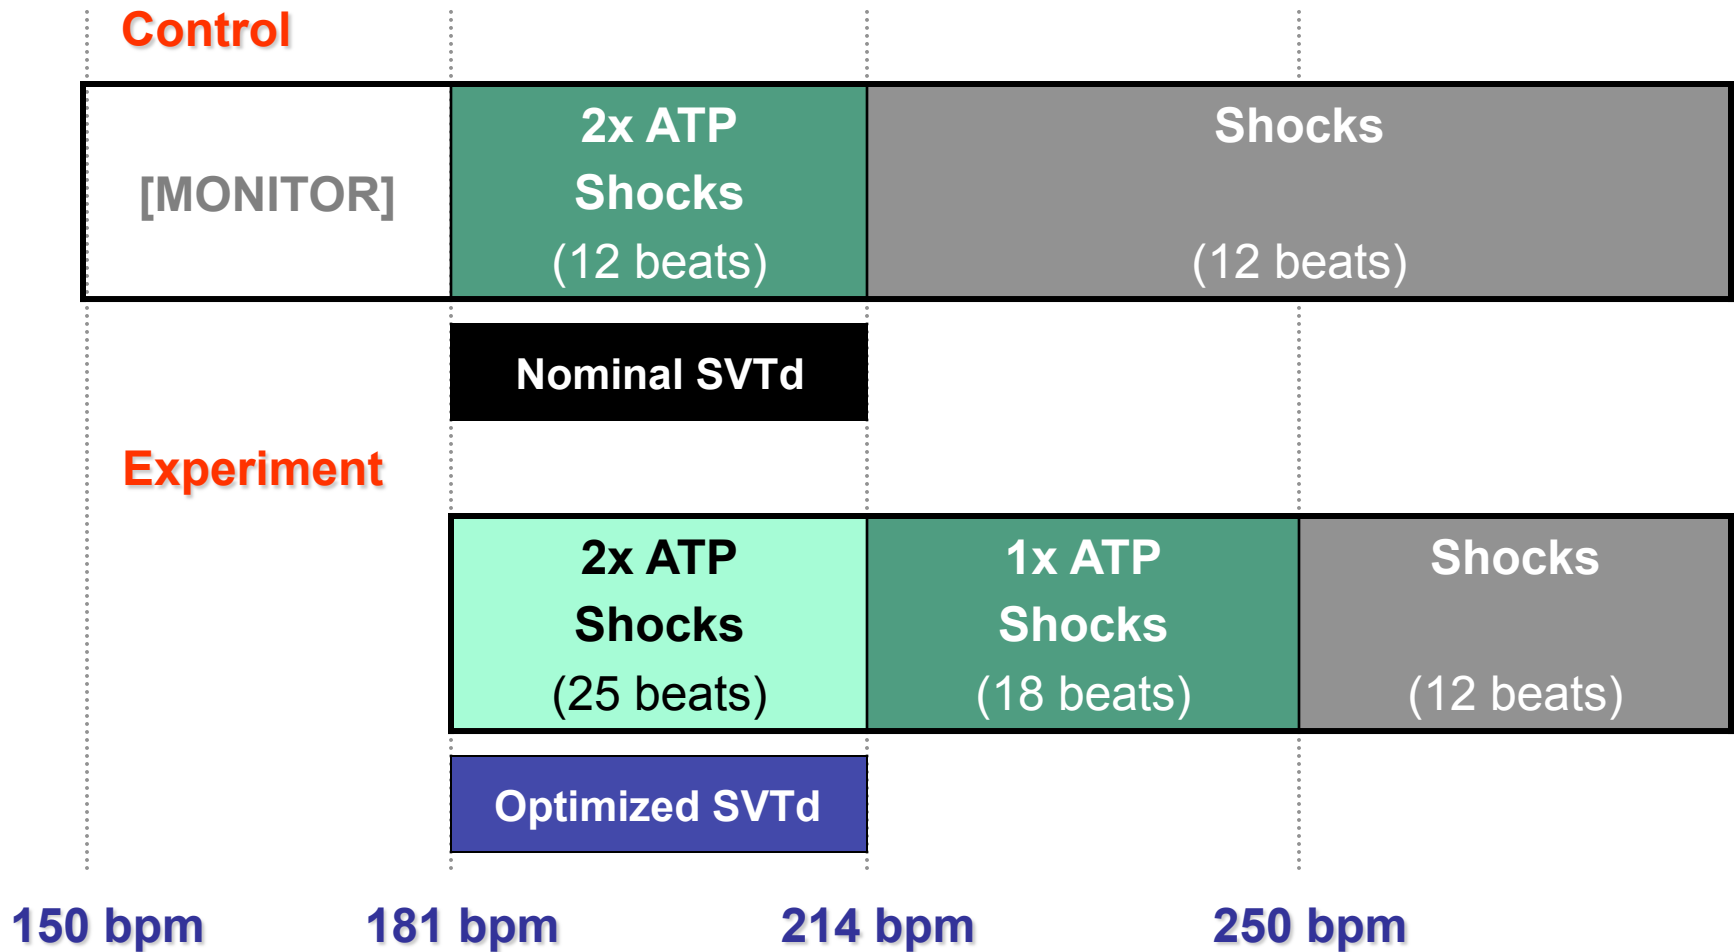 Control
[MONITOR]
2x ATP
Shocks
(12 beats)
Shocks
(12 beats)
Nominal SVTd
Experiment
2x ATP
Shocks
(25 beats)
1x ATP
Shocks
(18 beats)
Shocks
(12 beats)
Optimized SVTd
150 bpm
181 bpm
214 bpm
250 bpm